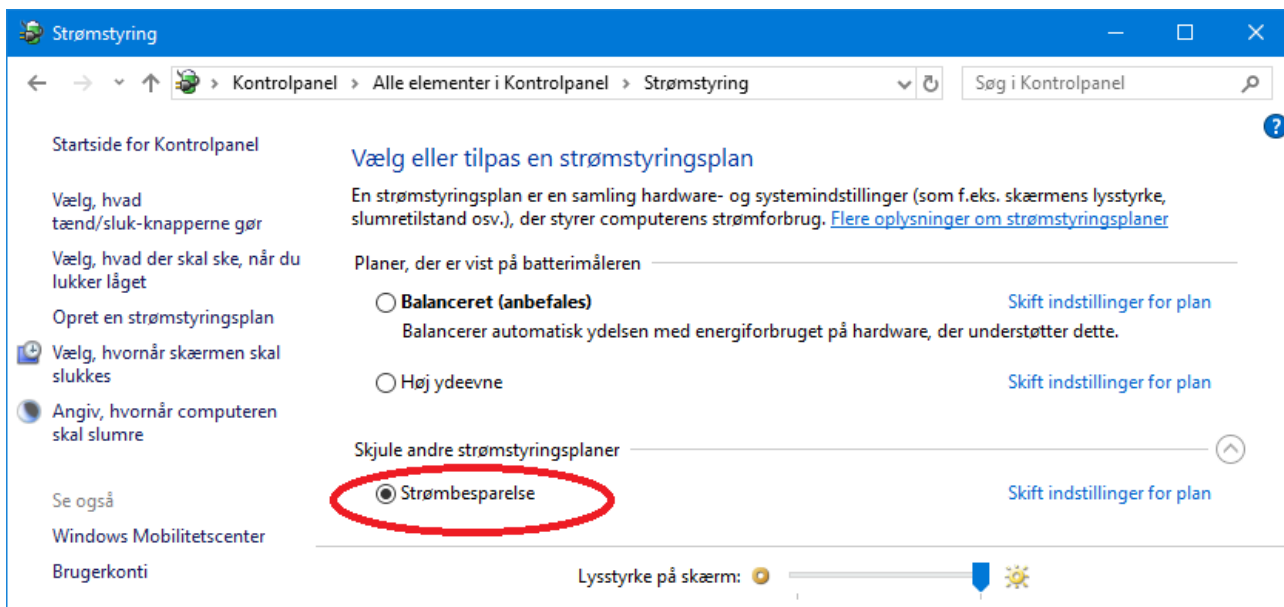 Strømstyring
Kontrolpanel > Alle elementer i Kontrolpanel > Strømstyring
Søg i Kontrolpanel
Startside for Kontrolpanel
Vælg, hvad
tænd/sluk-knapperne gør
Vælg, hvad der skal ske, når du
lukker låget
Opret en strømstyringsplan
Vælg, hvornår skærmen skal
slukkes
Angiv, hvornår computeren
skal slumre
Se også
Windows Mobilitetscenter
Brugerkonti
Vælg eller tilpas en strømstyringsplan
En strømstyringsplan er en samling hardware- og systemindstillinger (som f.eks. skærmens lysstyrke,
slumretilstand osv.), der styrer computerens strømforbrug. Flere oplysninger om strømstyringsplaner
Planer, der er vist på batterimåleren
Balanceret (anbefales) Skift indstillinger for plan
Balancerer automatisk ydelsen med energiforbruget på hardware, der understøtter dette.
Høj ydeevne Skift indstillinger for plan
Skjule andre strømstyringsplaner
Strømbesparelse Skift indstillinger for plan
Lysstyrke på skærm: